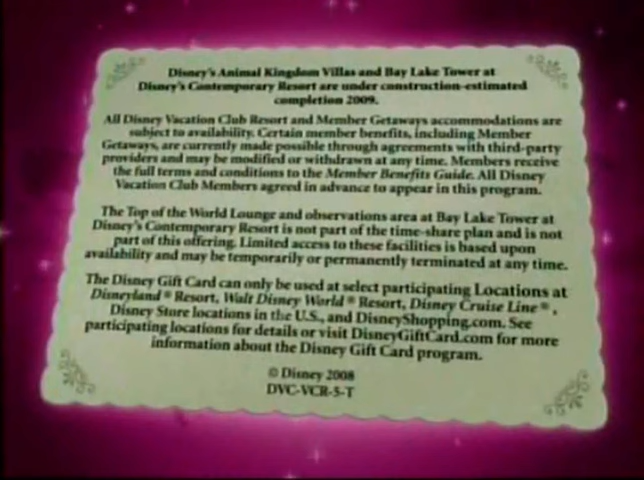 Disney's Animal Kingdom Villas and Bay Lake Tower at
Disney's Contemporary Resort are under construction-estimated
completion 2009.
All Disney Vacation Club Resort and Member Getaways accommodations are
subject to availability. Certain member benefits, including Member
Getaways, are currently made possible through agreements with third-party
providers and may be modified or withdrawn at any time. Members receive
the full terms and conditions to the Member Benefits Guide. All Disney
Vacation Club Members agreed in advance to appear in this program.
The Top of the World Lounge and observations area at Bay Lake Tower at
Disney's Contemporary Resort is not part of the time-share plan and is not
part of this offering. Limited access to these facilities is based upon
availability and may be temporarily or permanently terminated at any time.
The Disney Gift Card can only be used at select participating Locations at
Disneyland® Resort, Walt Disney World® Resort, Disney Cruise Line®,
Disney Store locations in the U.S., and DisneyShopping.com. See
participating locations for details or visit DisneyGiftCard.com for more
information about the Disney Gift Card program.
© Disney 2008
DVC-VCR-5-T